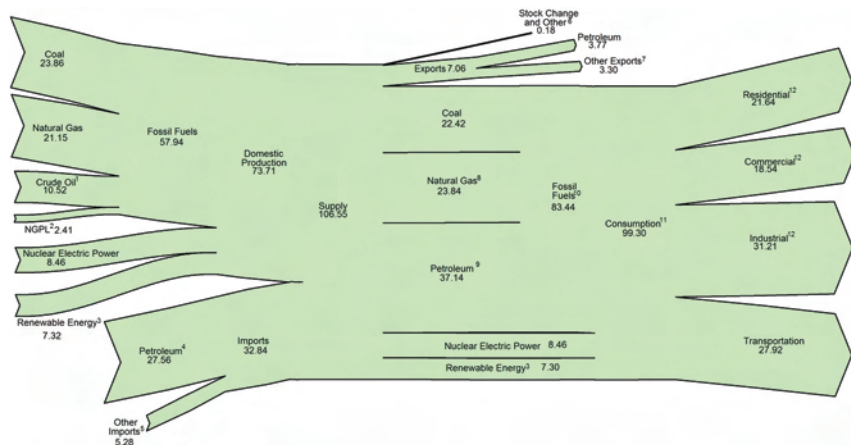 Stock Change
and Other⁶
0.18
Petroleum
3.77
Other Exports⁷
3.30
Exports 7.06
Coal
23.86
Natural Gas
21.15
Crude Oil¹
10.52
NGPL² 2.41
Nuclear Electric Power
8.46
Renewable Energy³
7.32
Petroleum⁴
27.56
Other
Imports⁵
5.28
Fossil Fuels
57.94
Domestic
Production
73.71
Imports
32.84
Supply
106.55
Coal
22.42
Natural Gas⁸
23.84
Petroleum⁹
37.14
Nuclear Electric Power 8.46
Renewable Energy³ 7.30
Fossil
Fuels¹⁰
83.44
Consumption¹¹
99.30
Residential¹²
21.64
Commercial¹²
18.54
Industrial¹²
31.21
Transportation
27.92